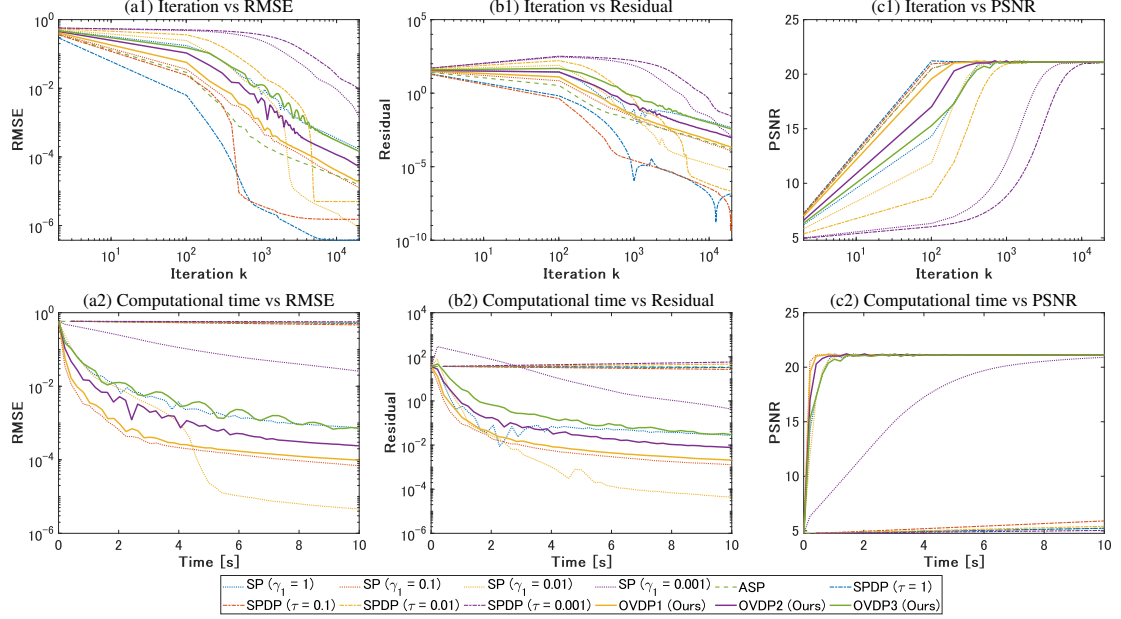 (a1) Iteration vs RMSE
(b1) Iteration vs Residual
(c1) Iteration vs PSNR
10^0
10^-2
10^-4
10^-6
RMSE
10^1
10^2
10^3
10^4
Iteration k
10^5
10^0
10^-5
10^-10
Residual
10^1
10^2
10^3
10^4
Iteration k
25
20
15
10
5
PSNR
10^1
10^2
10^3
10^4
Iteration k
(a2) Computational time vs RMSE
(b2) Computational time vs Residual
(c2) Computational time vs PSNR
10^0
10^-2
10^-4
10^-6
RMSE
0 2 4 6 8 10
Time [s]
10^4
10^2
10^0
10^-2
10^-4
10^-6
Residual
0 2 4 6 8 10
Time [s]
25
20
15
10
5
PSNR
0 2 4 6 8 10
Time [s]
SP (γ_1 = 1) SP (γ_1 = 0.1) SP (γ_1 = 0.01) SP (γ_1 = 0.001) ASP SPDP (τ = 1)
SPDP (τ = 0.1) SPDP (τ = 0.01) SPDP (τ = 0.001) OVDP1 (Ours) OVDP2 (Ours) OVDP3 (Ours)